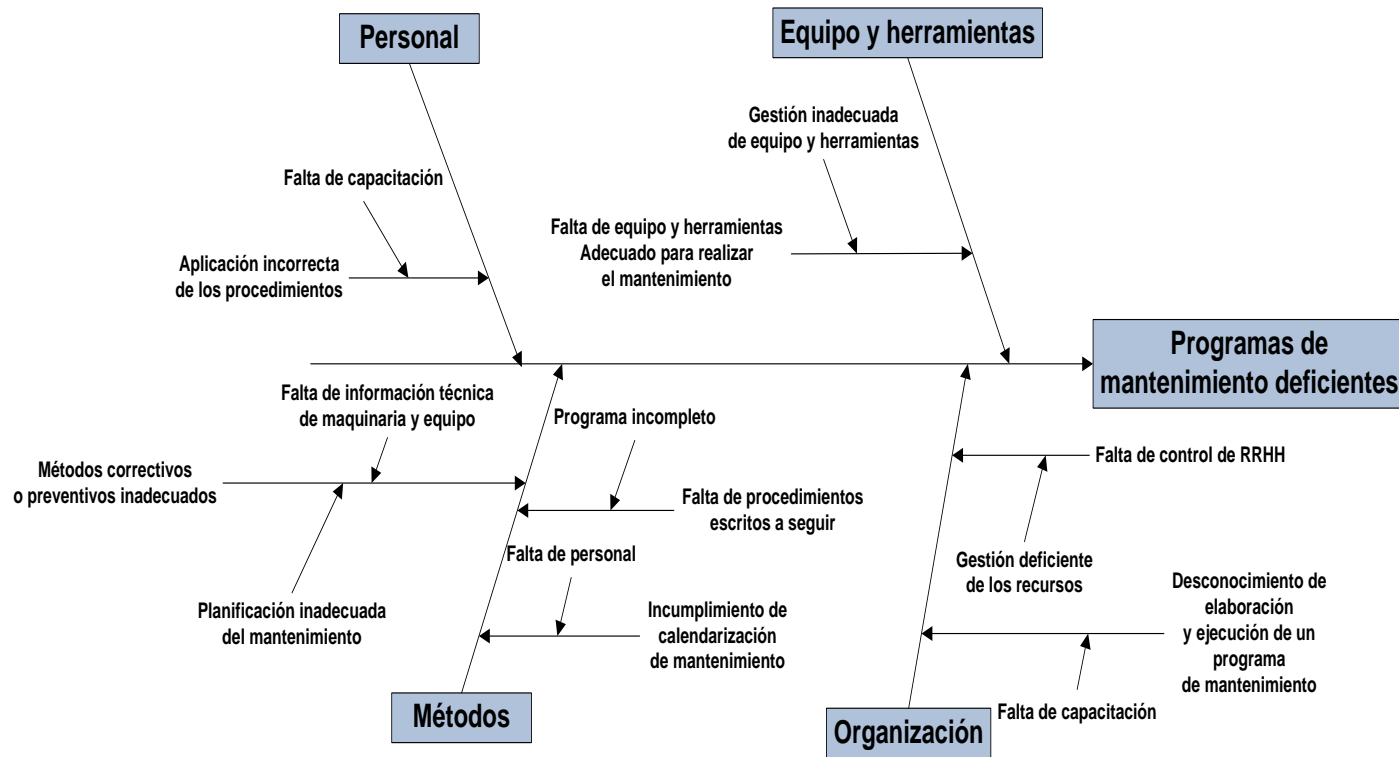 Personal
Equipo y herramientas
Gestión inadecuada
de equipo y herramientas
Falta de capacitación
Falta de equipo y herramientas
Adecuado para realizar
el mantenimiento
Aplicación incorrecta
de los procedimientos
Programas de
mantenimiento deficientes
Falta de información técnica
de maquinaria y equipo
Programa incompleto
Falta de control de RRHH
Métodos correctivos
o preventivos inadecuados
Falta de procedimientos
escritos a seguir
Falta de personal
Gestión deficiente
de los recursos
Desconocimiento de
elaboración
y ejecución de un
programa
de mantenimiento
Planificación inadecuada
del mantenimiento
Incumplimiento de
calendarización
de mantenimiento
Falta de capacitación
Métodos
Organización